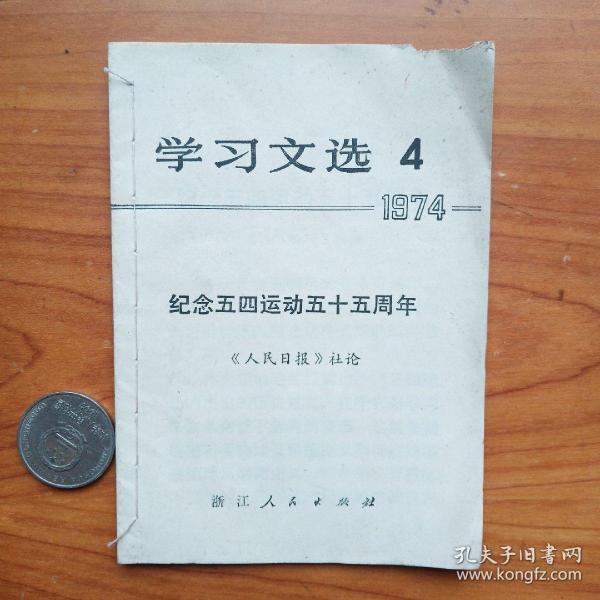 学习文选 4
1974
纪念五四运动五十五周年
《人民日报》社论
浙江人民出版社
孔夫子旧书网
www.kongfz.com